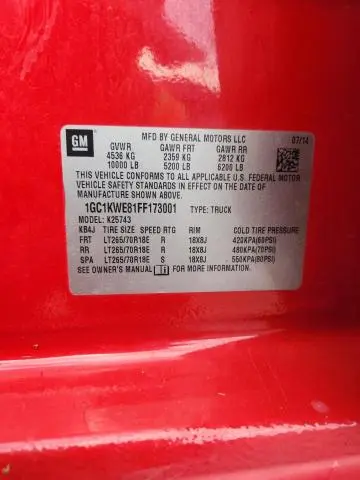 GM
MFD BY GENERAL MOTORS LLC 07/14
GVWR GAWR FRT GAWR RR
4536 KG 2359 KG 2812 KG
10000 LB 5200 LB 6200 LB
THIS VEHICLE CONFORMS TO ALL APPLICABLE U.S. FEDERAL MOTOR
VEHICLE SAFETY STANDARDS IN EFFECT ON THE DATE OF
MANUFACTURE SHOWN ABOVE.
1GC1KWE81FF173001 TYPE: TRUCK
MODEL: K25743
KB4J TIRE SIZE SPEED RTG RIM COLD TIRE PRESSURE
FRT LT265/70R18E R 18X8J 420KPA(60PSI)
RR LT265/70R18E R 18X8J 480KPA(70PSI)
SPA LT265/70R18E S 18X8J 550KPA(80PSI)
SEE OWNER'S MANUAL FOR MORE INFORMATION.